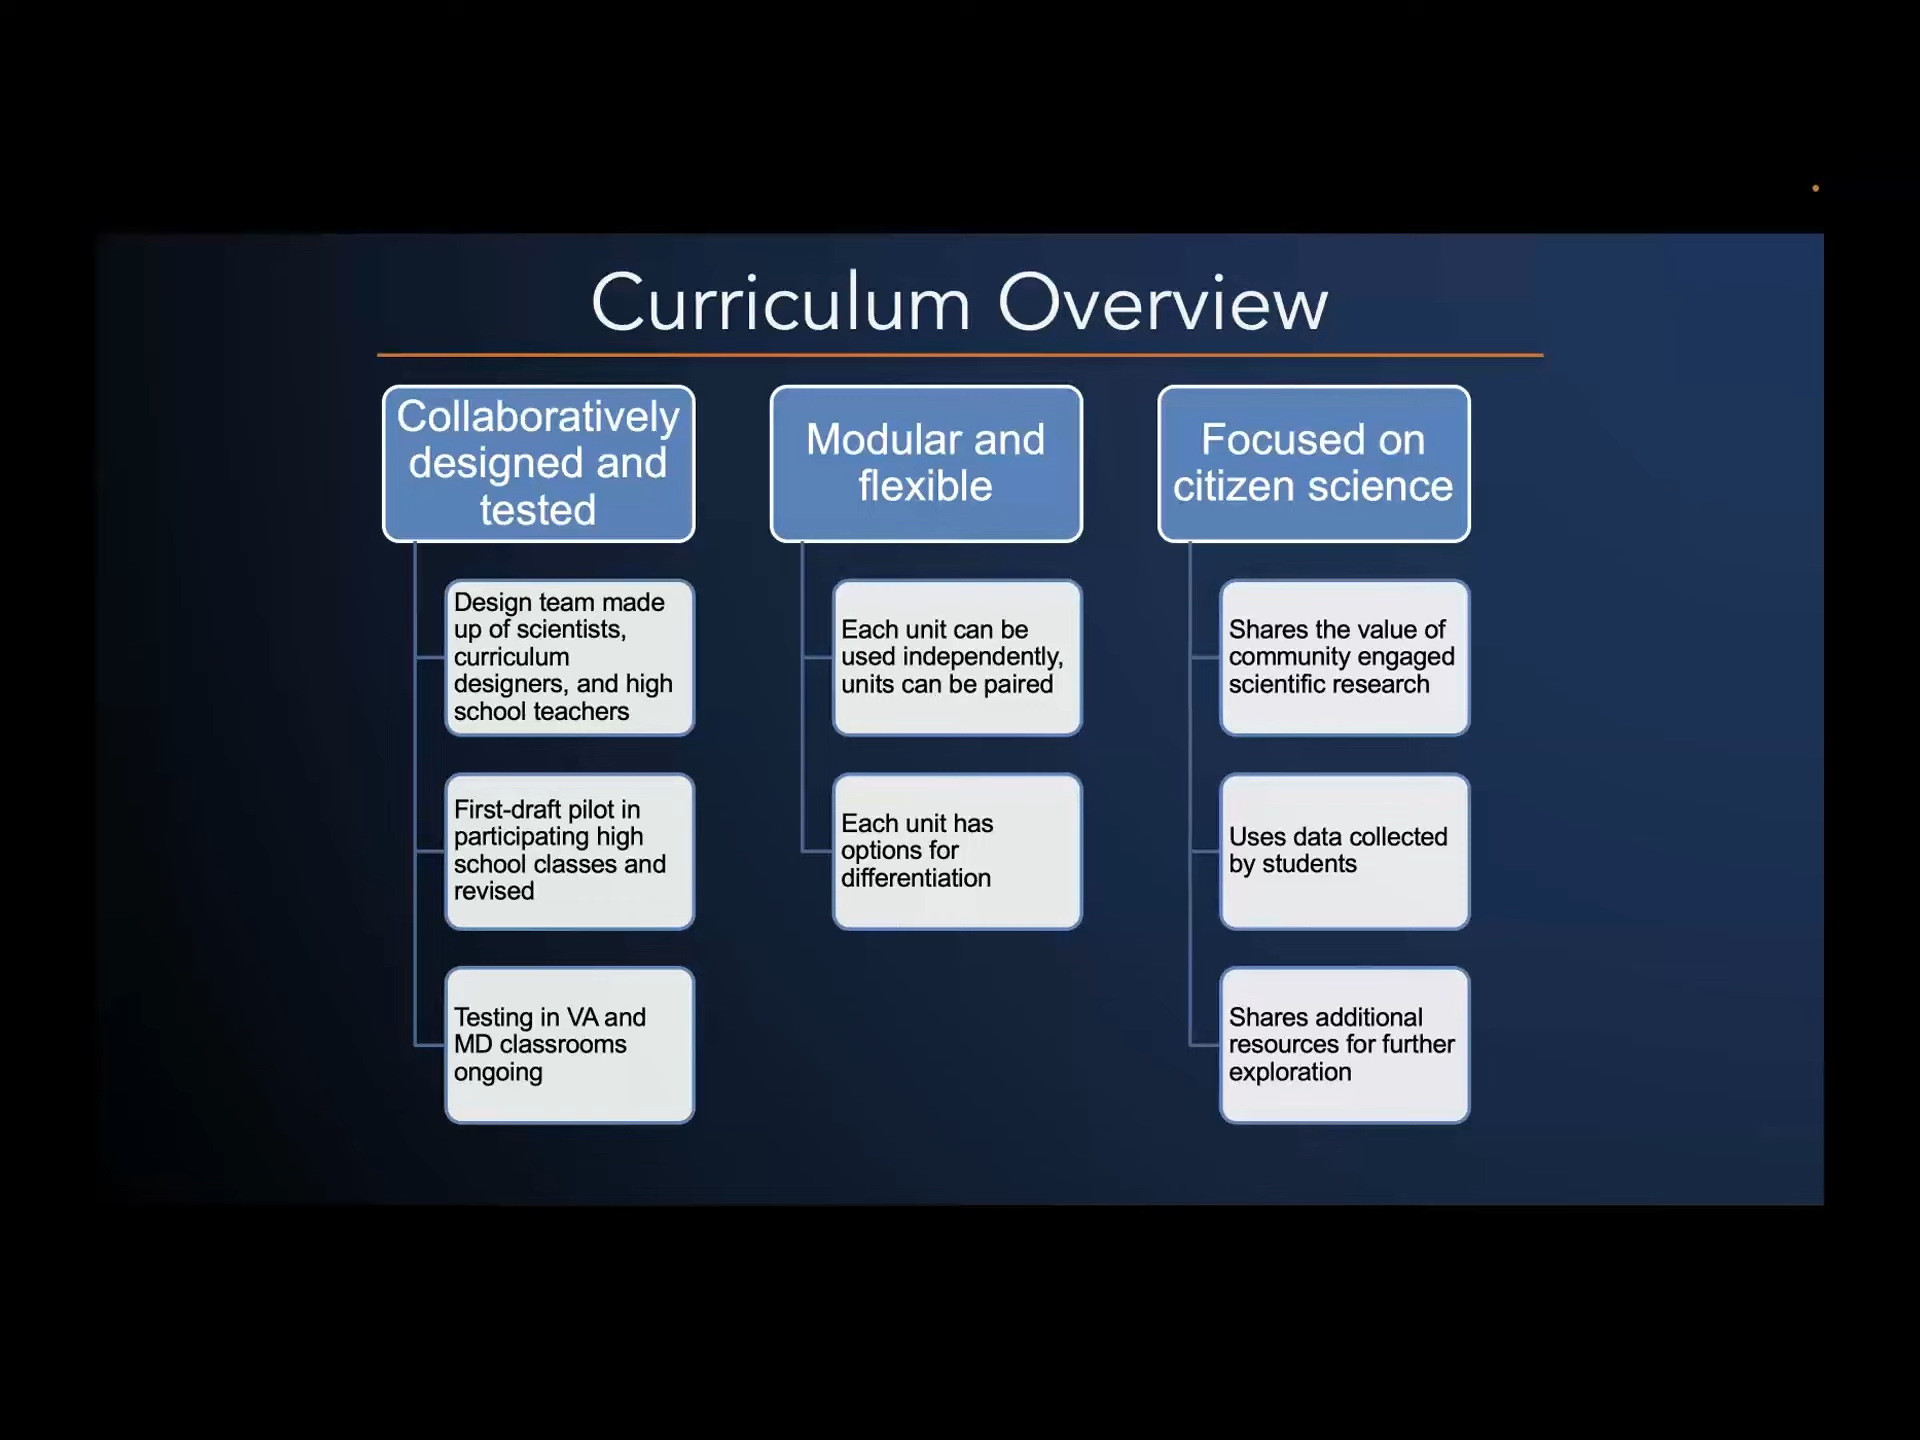 Curriculum Overview
Collaboratively
designed and
tested
Design team made
up of scientists,
curriculum
designers, and high
school teachers
First-draft pilot in
participating high
school classes and
revised
Testing in VA and
MD classrooms
ongoing
Modular and
flexible
Each unit can be
used independently,
units can be paired
Each unit has
options for
differentiation
Focused on
citizen science
Shares the value of
community engaged
scientific research
Uses data collected
by students
Shares additional
resources for further
exploration